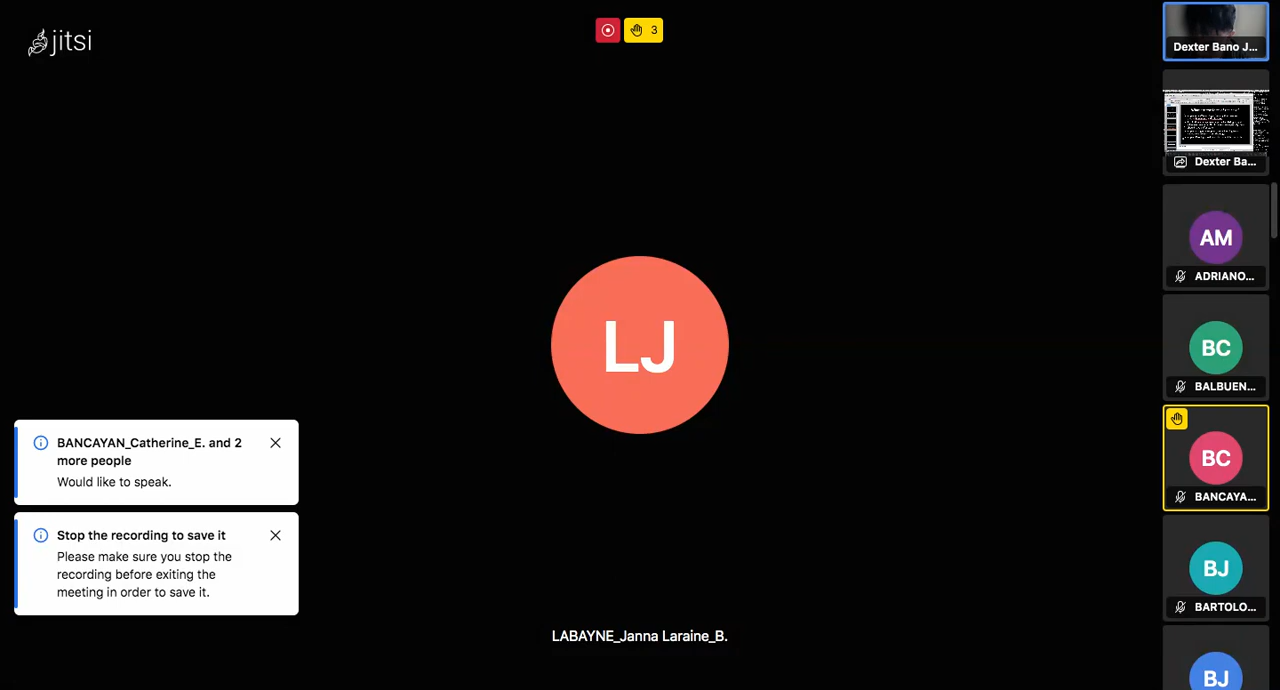 jitsi
3
Dexter Bano J...
Dexter Ba...
AM
ADRIANO...
BC
BALBUEN...
BC
BANCAYA...
BJ
BARTOLO...
BJ
LJ
LABAYNE_Janna Laraine_B.
BANCAYAN_Catherine_E. and 2
more people
Would like to speak.
Stop the recording to save it
Please make sure you stop the
recording before exiting the
meeting in order to save it.